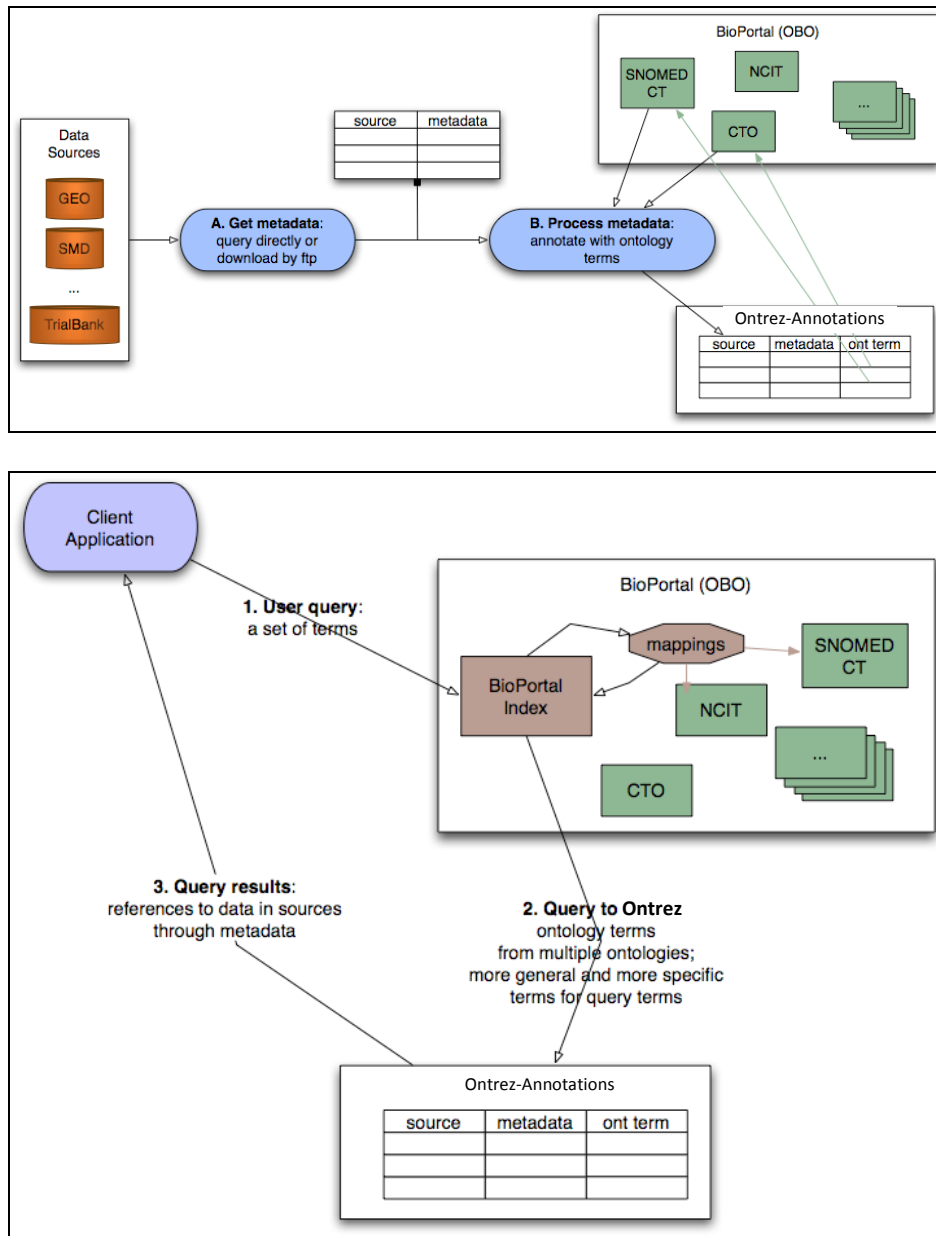 BioPortal (OBO)
SNOMED
CT
NCIT
...
CTO
source metadata
Data
Sources
GEO
SMD
...
TrialBank
A. Get metadata:
query directly or
download by ftp
B. Process metadata:
annotate with ontology
terms
Ontrez-Annotations
source metadata ont term
Client
Application
1. User query:
a set of terms
BioPortal (OBO)
mappings
SNOMED
CT
BioPortal
Index
NCIT
...
CTO
3. Query results:
references to data in sources
through metadata
2. Query to Ontrez
ontology terms
from multiple ontologies;
more general and more specific
terms for query terms
Ontrez-Annotations
source metadata ont term